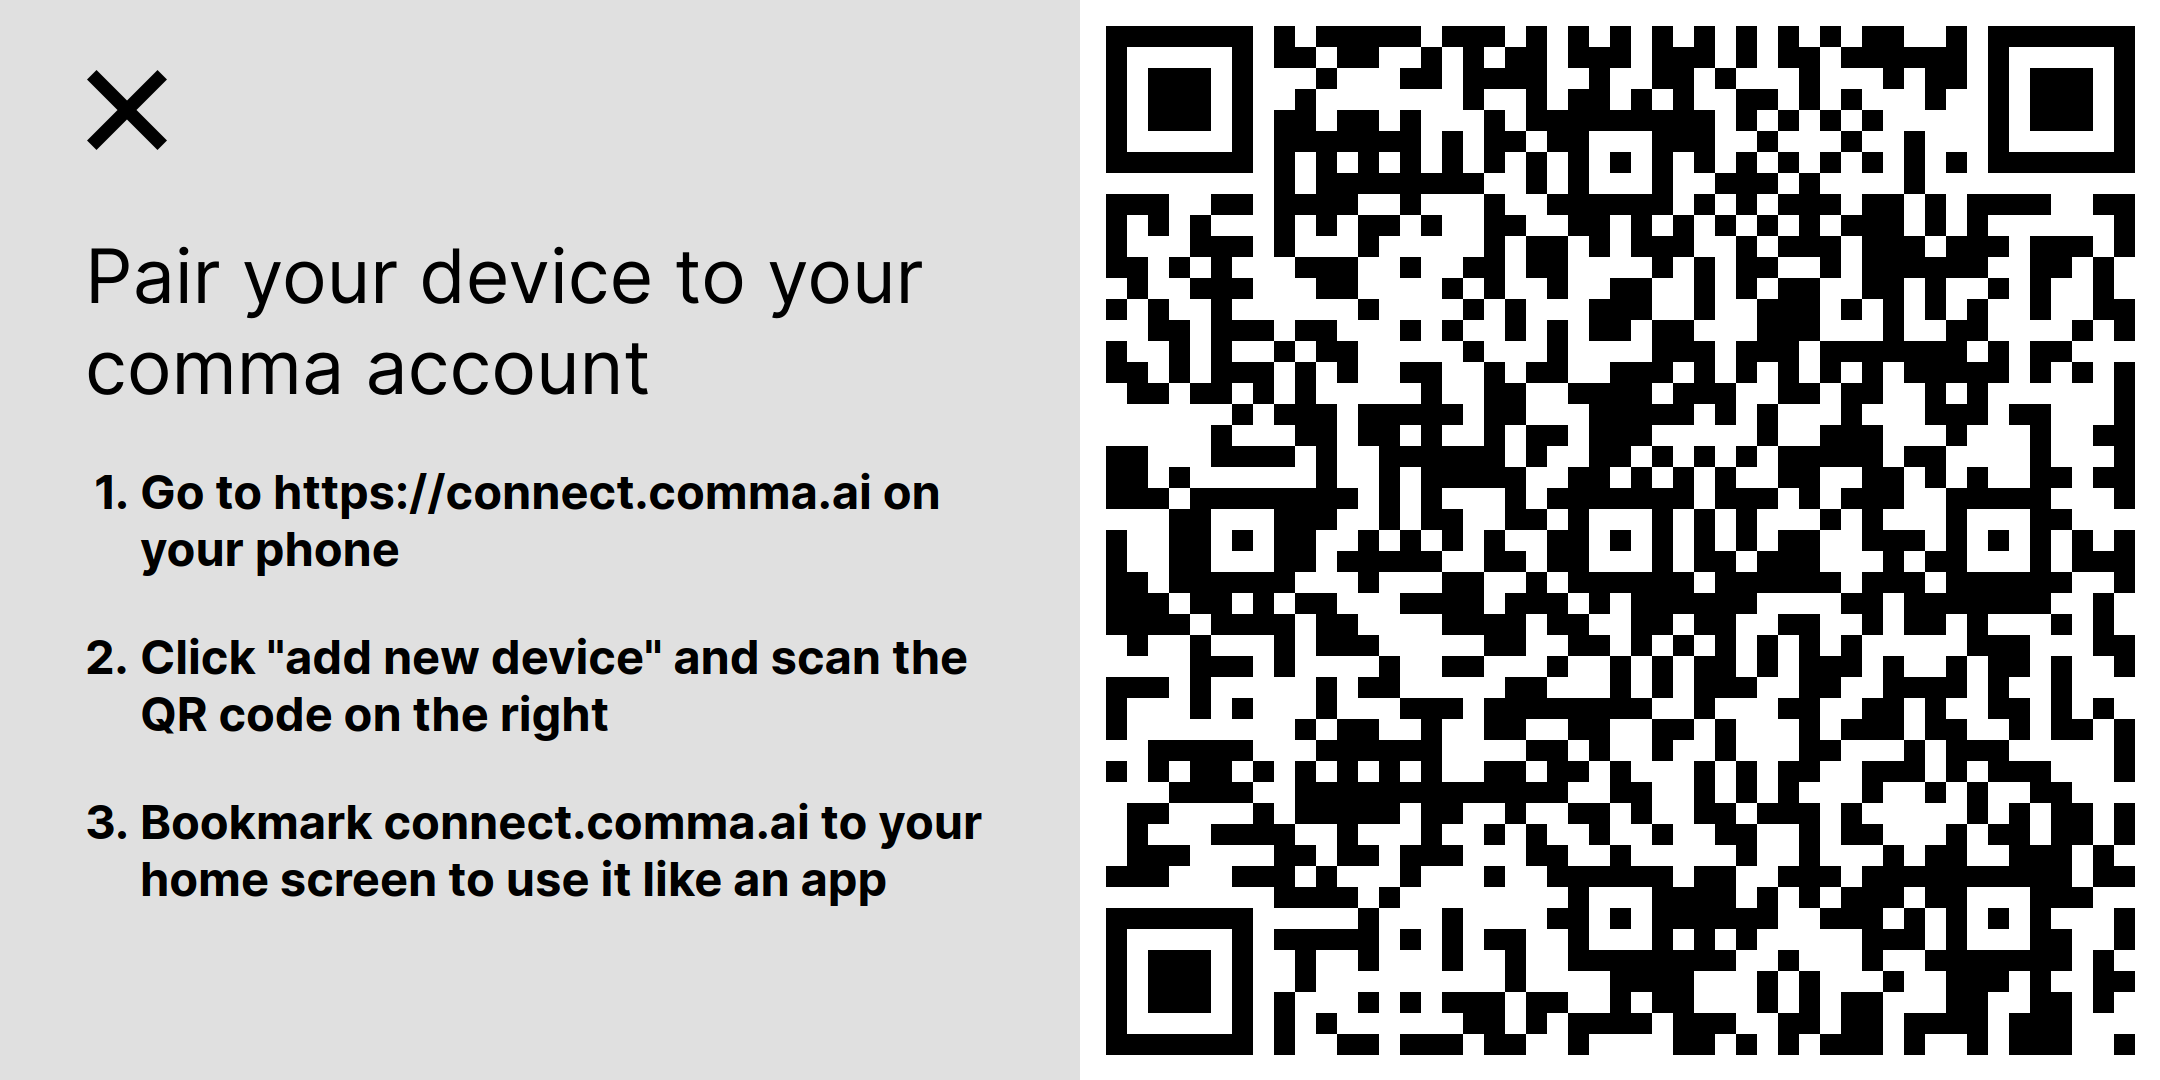 Pair your device to your
comma account
1. Go to https://connect.comma.ai on
your phone
2. Click "add new device" and scan the
QR code on the right
3. Bookmark connect.comma.ai to your
home screen to use it like an app